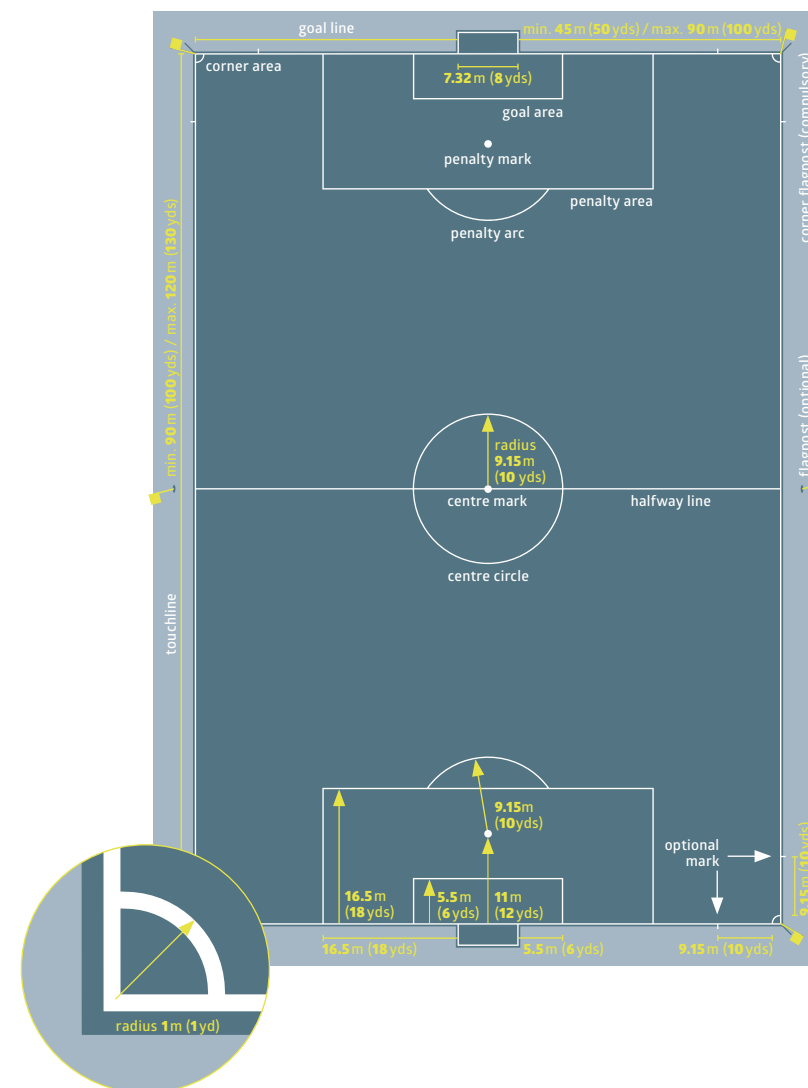 goal line
min. 45 m (50 yds) / max. 90 m (100 yds)
corner area
7.32 m (8 yds)
goal area
penalty mark
penalty area
penalty arc
corner flagpost (compulsory)
min. 90 m (100 yds) / max. 120 m (130 yds)
radius
9.15 m
(10 yds)
centre mark
halfway line
flagpost (optional)
centre circle
touchline
9.15m
(10yds)
optional
mark
9.15 m (10 yds)
16.5 m
(18 yds)
5.5 m
(6 yds)
11 m
(12 yds)
16.5 m (18 yds)
5.5 m (6 yds)
9.15 m (10 yds)
radius 1 m (1 yd)